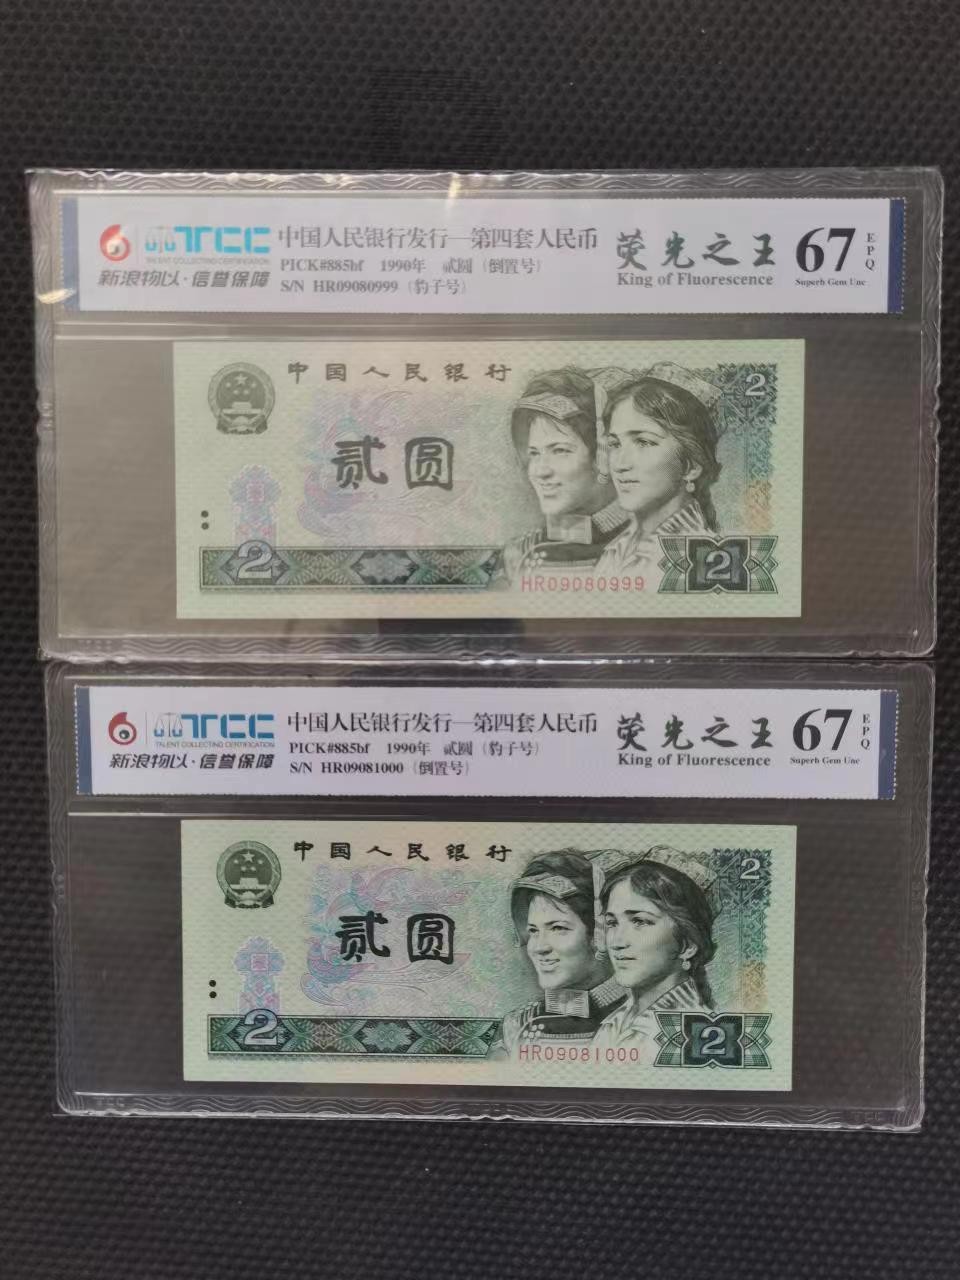 TCC
TALENT COLLECTING CERTIFICATION
新浪物以·信誉保障
中国人民银行发行—第四套人民币
PICK#885bf 1990年 贰圆（倒置号）
S/N HR09080999（豹子号）
荧光之王
King of Fluorescence
67
EPQ
Superb Gem Unc
中国人民银行
2
贰圆
2
HR09080999
2
TCC
TALENT COLLECTING CERTIFICATION
新浪物以·信誉保障
中国人民银行发行—第四套人民币
PICK#885bf 1990年 贰圆（豹子号）
S/N HR09081000（倒置号）
荧光之王
King of Fluorescence
67
EPQ
Superb Gem Unc
中国人民银行
2
贰圆
2
HR09081000
2